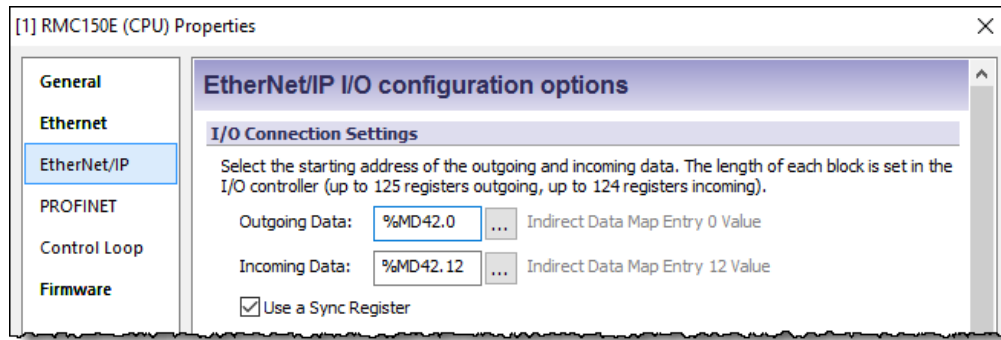 [1] RMC150E (CPU) Properties
General
Ethernet
EtherNet/IP
PROFINET
Control Loop
Firmware
EtherNet/IP I/O configuration options
I/O Connection Settings
Select the starting address of the outgoing and incoming data. The length of each block is set in the
I/O controller (up to 125 registers outgoing, up to 124 registers incoming).
Outgoing Data: %MD42.0 ... Indirect Data Map Entry 0 Value
Incoming Data: %MD42.12 ... Indirect Data Map Entry 12 Value
Use a Sync Register